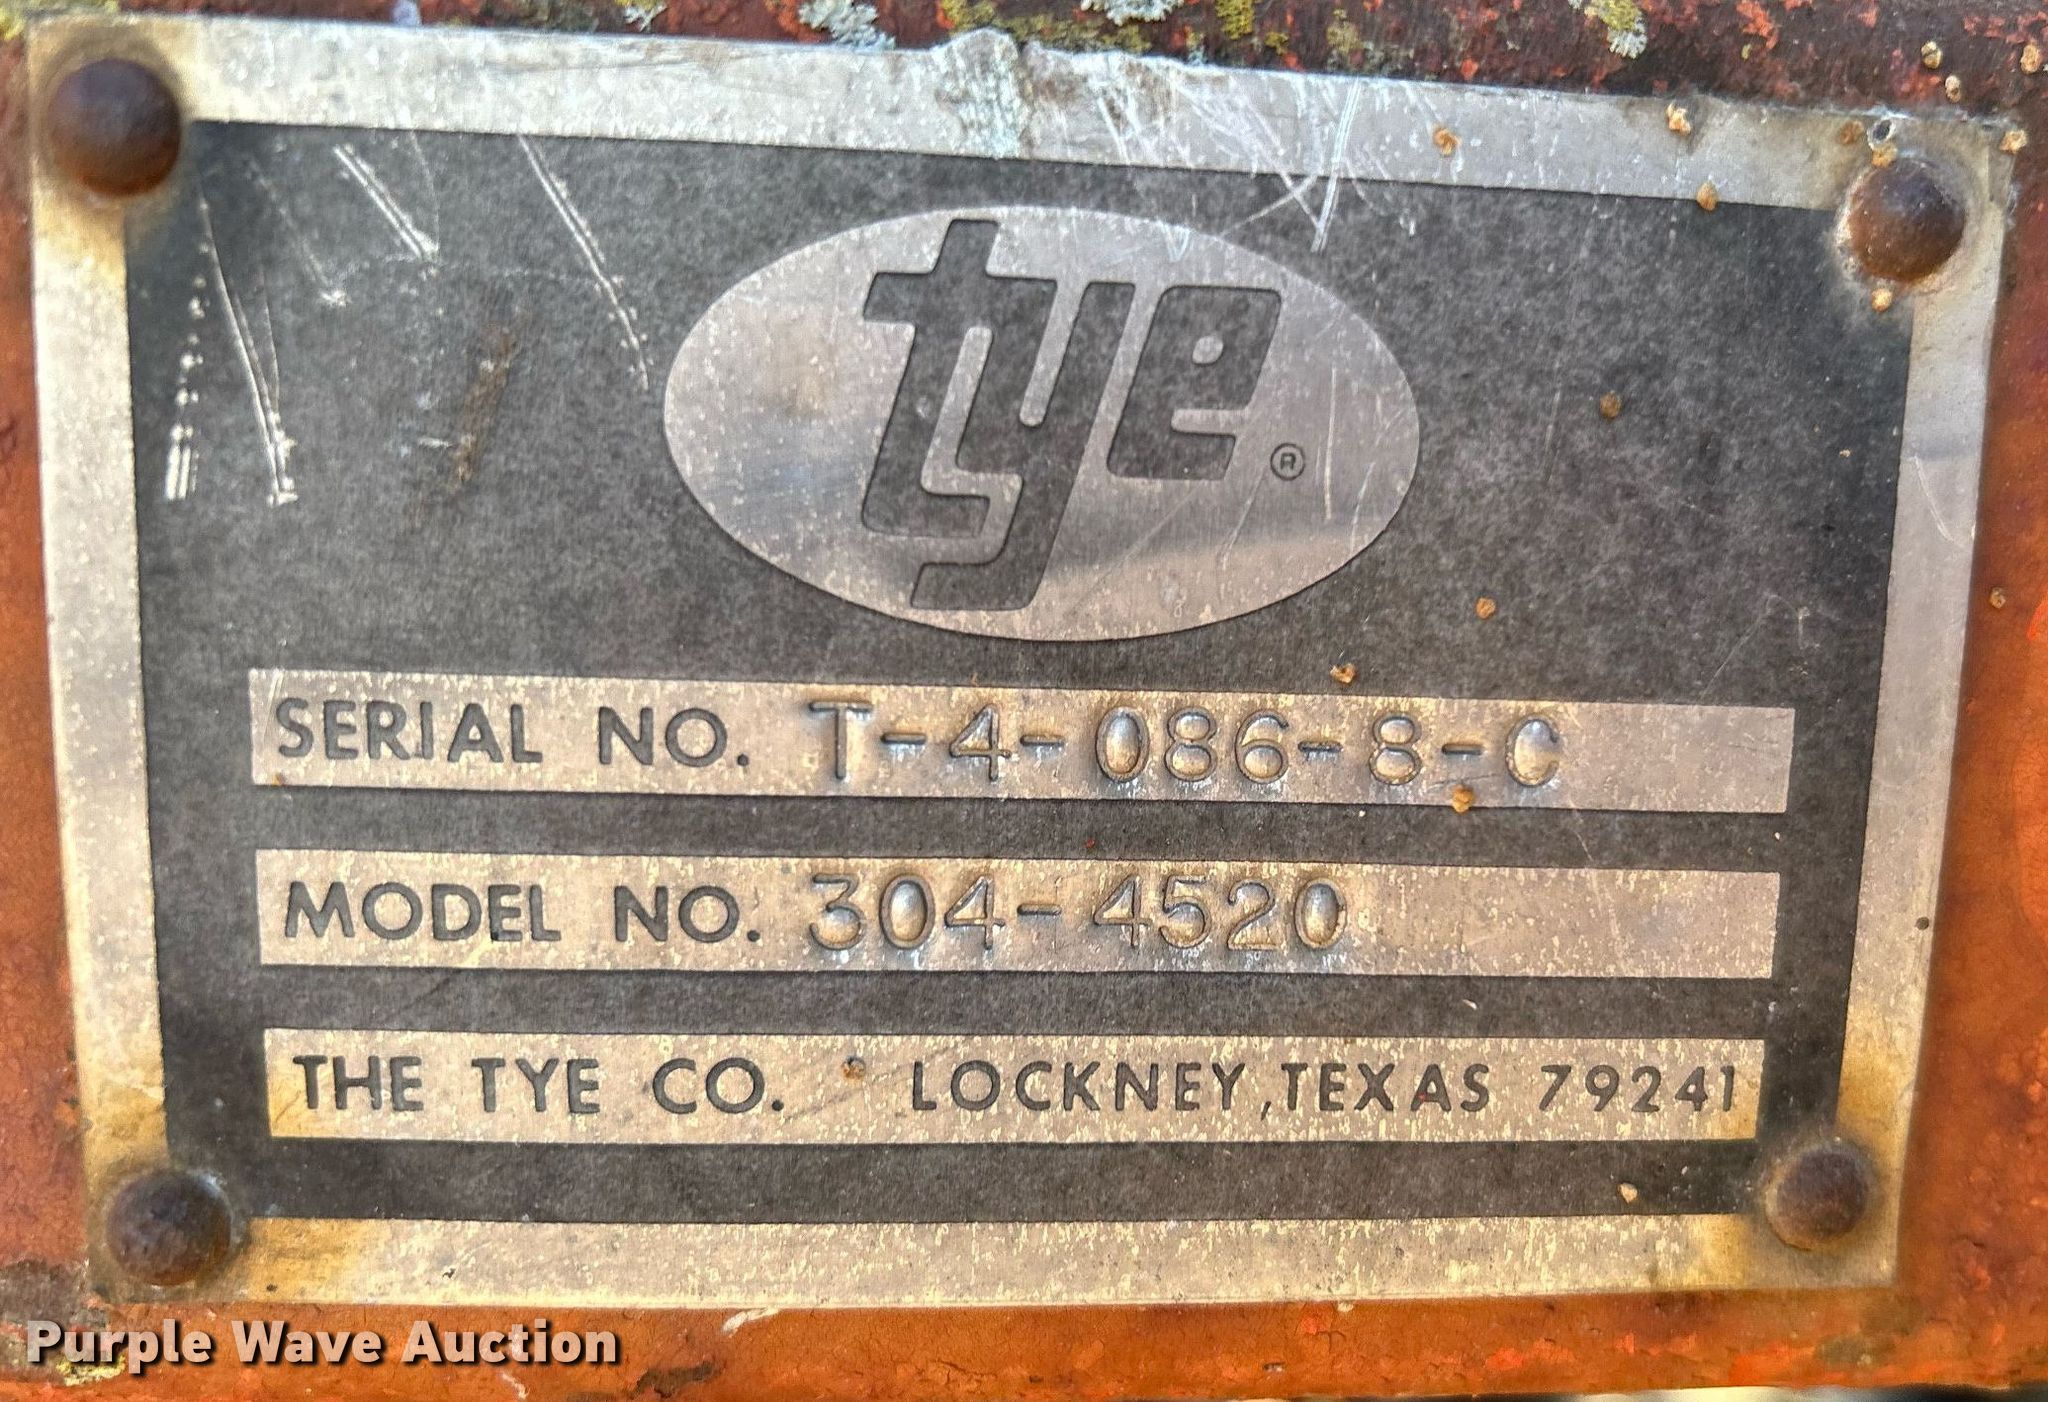 tye®
SERIAL NO. T-4-086-8-C
MODEL NO. 304-4520
THE TYE CO. LOCKNEY, TEXAS 79241
Purple Wave Auction